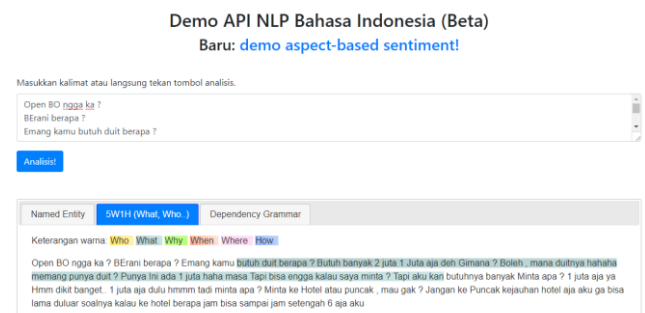 Demo API NLP Bahasa Indonesia (Beta)
Baru: demo aspect-based sentiment!
Masukkan kalimat atau langsung tekan tombol analisis.
Open BO ngga ka ?
BErani berapa ?
Emang kamu butuh duit berapa ?
Analisis!
Named Entity 5W1H (What, Who..) Dependency Grammar
Keterangan warna: Who What Why When Where How
Open BO ngga ka ? BErani berapa ? Emang kamu butuh duit berapa ? Butuh banyak 2 juta 1 Juta aja deh Gimana ? Boleh , mana duitnya hahaha
memang punya duit ? Punya Ini ada 1 juta haha masa Tapi bisa engga kalau saya minta ? Tapi aku kan butuhnya banyak Minta apa ? 1 juta aja ya
Hmm dikit banget.. 1 juta aja dulu hmmm tadi minta apa ? Minta ke Hotel atau puncak , mau gak ? Jangan ke Puncak kejauhan hotel aja aku ga bisa
lama duluar soalnya kalau ke hotel berapa jam bisa sampai jam setengah 6 aja aku